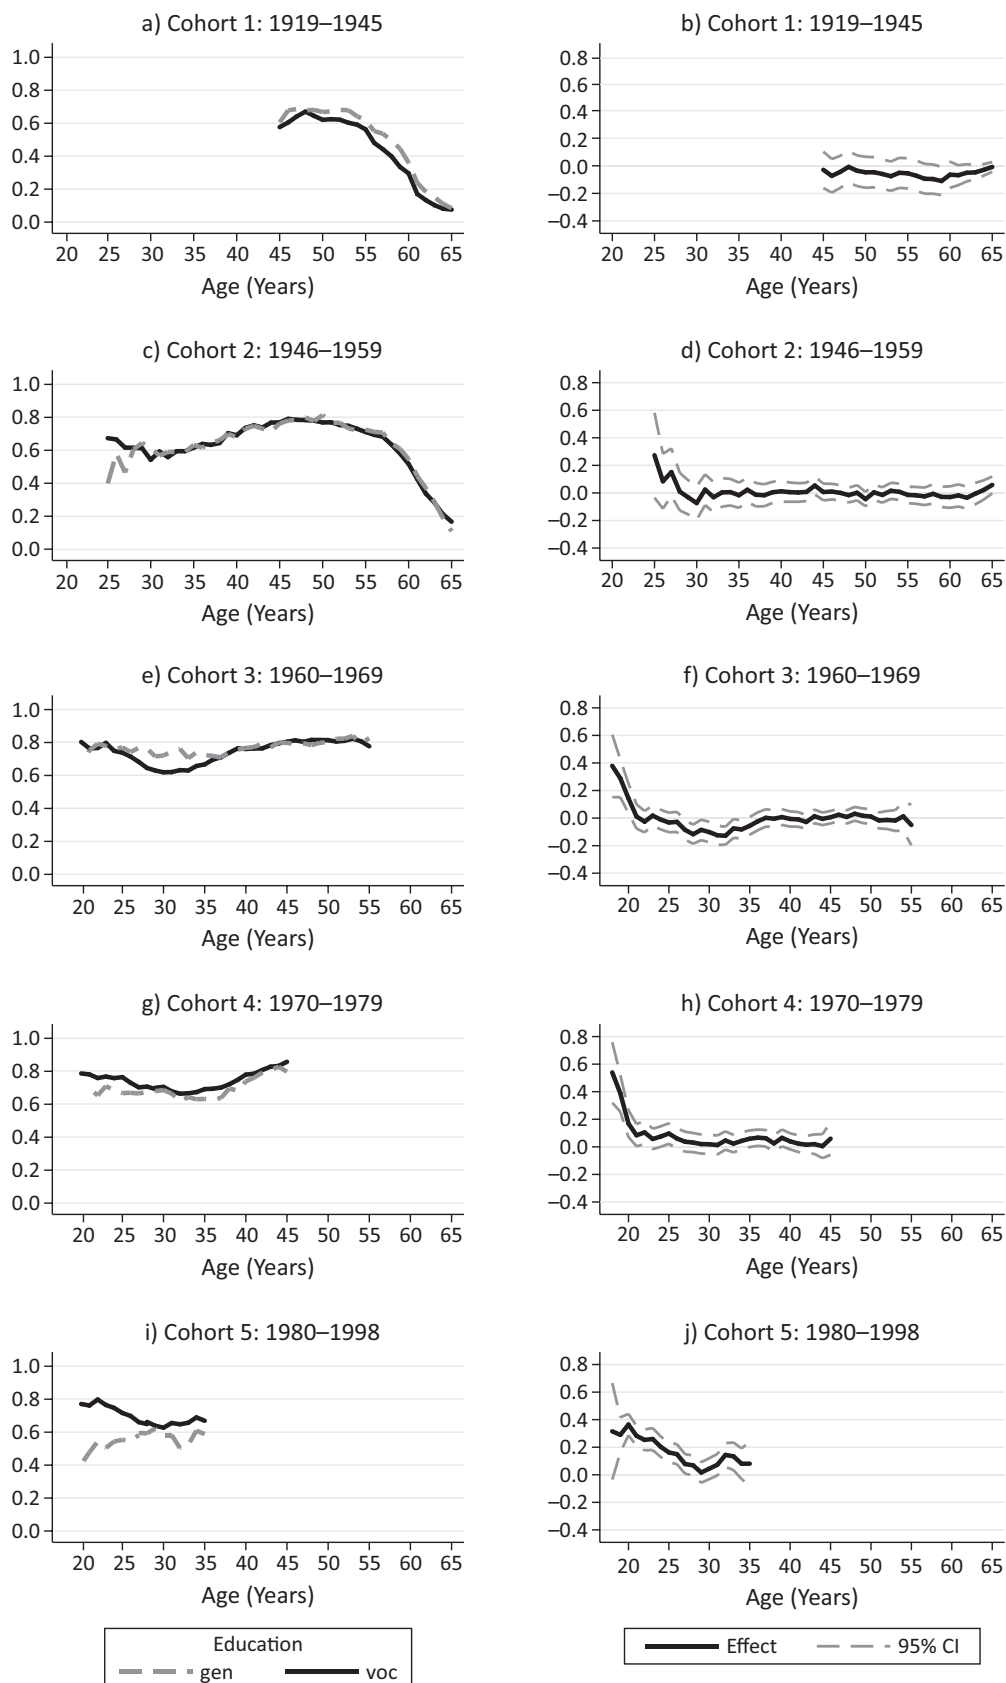 a) Cohort 1: 1919–1945
1.0
0.8
0.6
0.4
0.2
0.0
20 25 30 35 40 45 50 55 60 65
Age (Years)
b) Cohort 1: 1919–1945
0.8
0.6
0.4
0.2
0.0
−0.2
−0.4
20 25 30 35 40 45 50 55 60 65
Age (Years)
c) Cohort 2: 1946–1959
1.0
0.8
0.6
0.4
0.2
0.0
20 25 30 35 40 45 50 55 60 65
Age (Years)
d) Cohort 2: 1946–1959
0.8
0.6
0.4
0.2
0.0
−0.2
−0.4
20 25 30 35 40 45 50 55 60 65
Age (Years)
e) Cohort 3: 1960–1969
1.0
0.8
0.6
0.4
0.2
0.0
20 25 30 35 40 45 50 55 60 65
Age (Years)
f) Cohort 3: 1960–1969
0.8
0.6
0.4
0.2
0.0
−0.2
−0.4
20 25 30 35 40 45 50 55 60 65
Age (Years)
g) Cohort 4: 1970–1979
1.0
0.8
0.6
0.4
0.2
0.0
20 25 30 35 40 45 50 55 60 65
Age (Years)
h) Cohort 4: 1970–1979
0.8
0.6
0.4
0.2
0.0
−0.2
−0.4
20 25 30 35 40 45 50 55 60 65
Age (Years)
i) Cohort 5: 1980–1998
1.0
0.8
0.6
0.4
0.2
0.0
20 25 30 35 40 45 50 55 60 65
Age (Years)
j) Cohort 5: 1980–1998
0.8
0.6
0.4
0.2
0.0
−0.2
−0.4
20 25 30 35 40 45 50 55 60 65
Age (Years)
Education
gen voc
Effect 95% CI